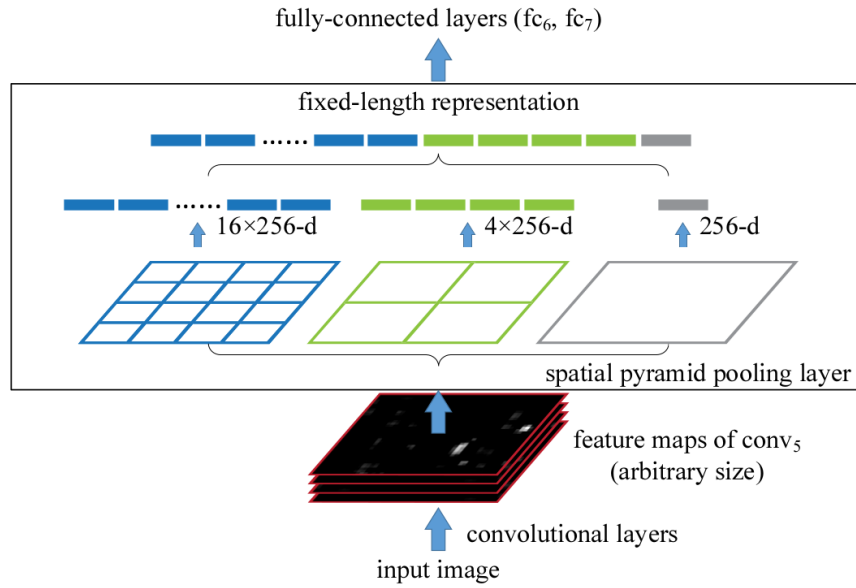 fully-connected layers (fc6, fc7)
fixed-length representation
......
......
16×256-d
4×256-d
256-d
spatial pyramid pooling layer
feature maps of conv5
(arbitrary size)
convolutional layers
input image